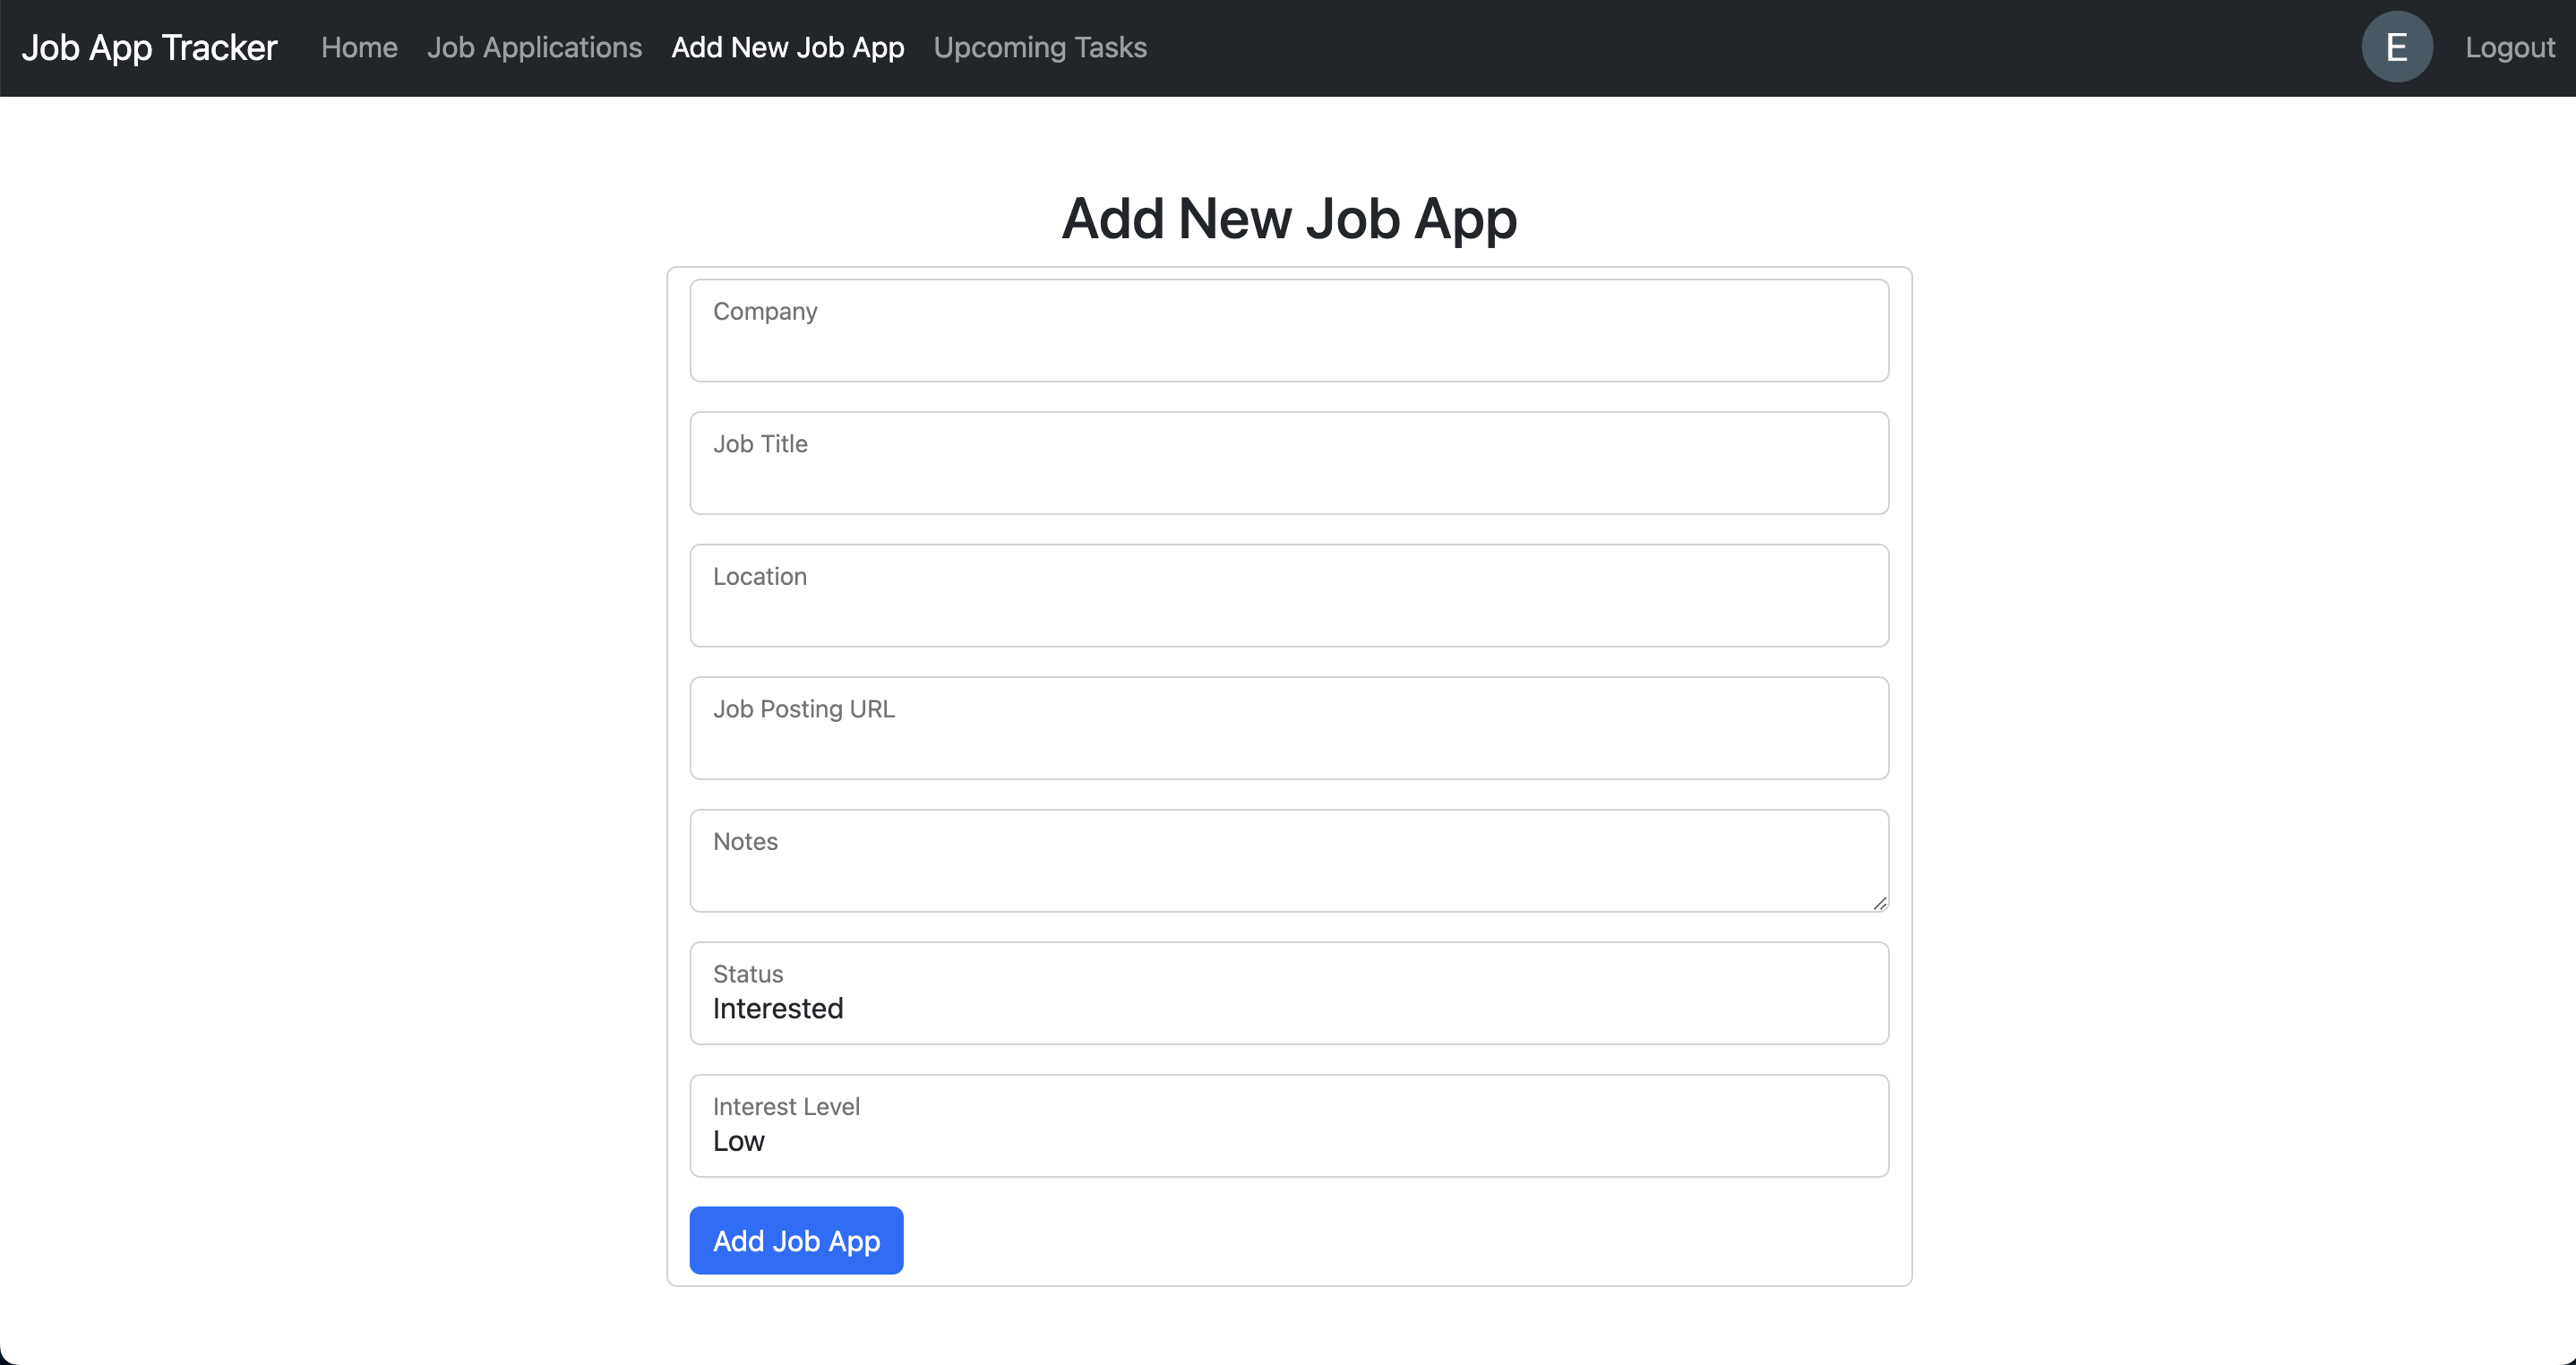 Job App Tracker Home Job Applications Add New Job App Upcoming Tasks E Logout
Add New Job App
Company
Job Title
Location
Job Posting URL
Notes
Status
Interested
Interest Level
Low
Add Job App